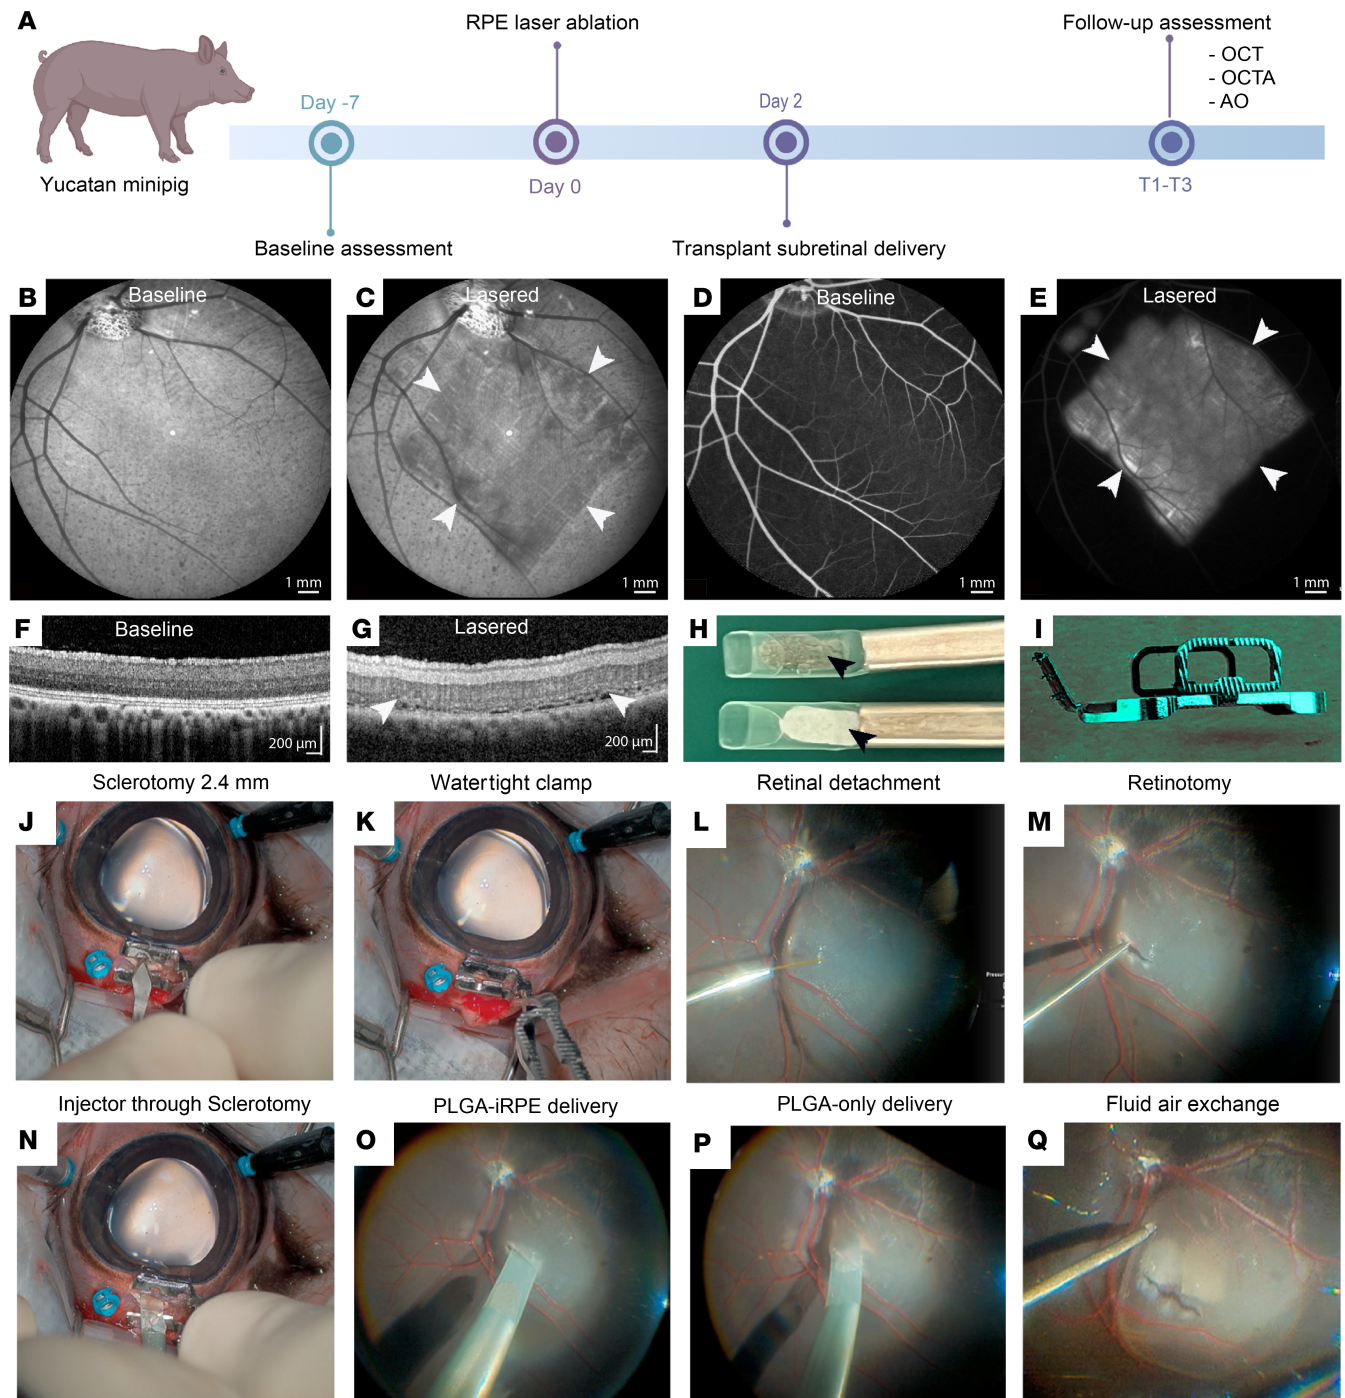 A
RPE laser ablation
Follow-up assessment
- OCT
- OCTA
- AO
Day -7
Day 2
Yucatan minipig
Day 0
T1-T3
Baseline assessment
Transplant subretinal delivery
B
Baseline
1 mm
C
Lasered
1 mm
D
Baseline
1 mm
E
Lasered
1 mm
F
Baseline
200 µm
G
Lasered
200 µm
H
I
Sclerotomy 2.4 mm
Watertight clamp
Retinal detachment
Retinotomy
J
K
L
M
Injector through Sclerotomy
PLGA-iRPE delivery
PLGA-only delivery
Fluid air exchange
N
O
P
Q